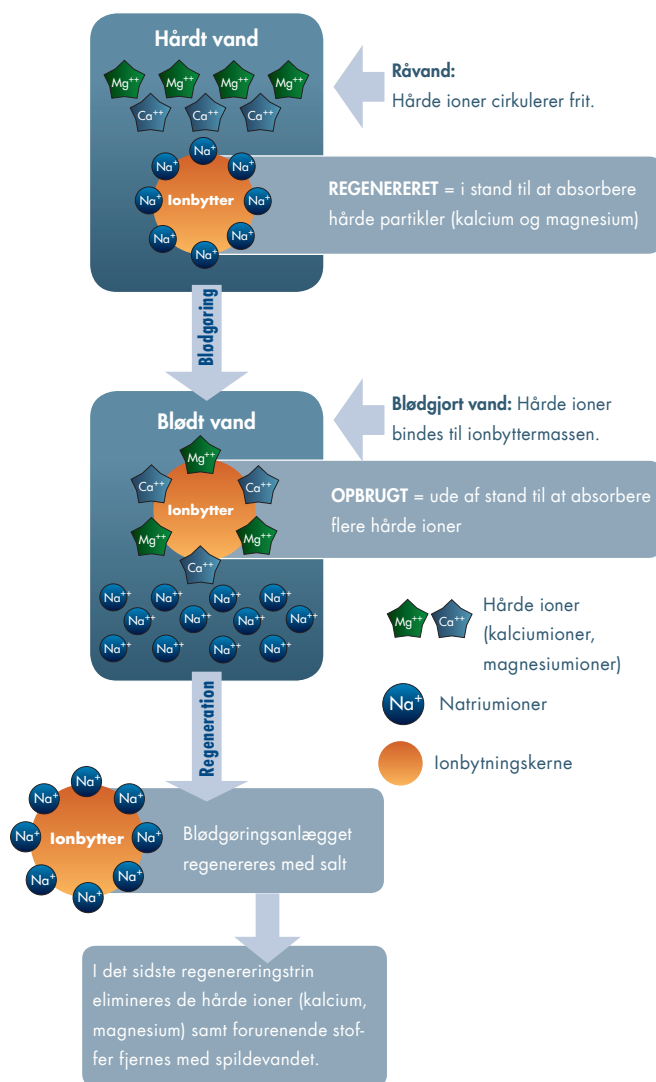 Hårdt vand
Mg++ Mg++ Mg++ Mg++
Ca++ Ca++ Ca++
Råvand:
Hårde ioner cirkulerer frit.
Na+
Na+ Na+
Na+ Ionbytter Na+
Na+ Na+
Na+
REGENERERET = i stand til at absorbere
hårde partikler (kalcium og magnesium)
Blødgøring
Blødt vand
Blødgjort vand: Hårde ioner
bindes til ionbyttermassen.
Mg++
Ca++ Ca++
Ionbytter
Mg++ Mg++
Ca++
OPBRUGT = ude af stand til at absorbere
flere hårde ioner
Na++ Na++ Na++ Na++
Na++ Na++ Na++ Na++
Na++ Na++ Na++ Na++
Mg++ Ca++
Hårde ioner
(kalciumioner,
magnesiumioner)
Na+ Natriumioner
Ionbytningskerne
Regeneration
Na+
Na+ Na+
Na+ Ionbytter Na+
Na+ Na+
Na+
Blødgøringsanlægget
regenereres med salt
I det sidste regenereringstrin
elimineres de hårde ioner (kalcium,
magnesium) samt forurenende stof-
fer fjernes med spildevandet.